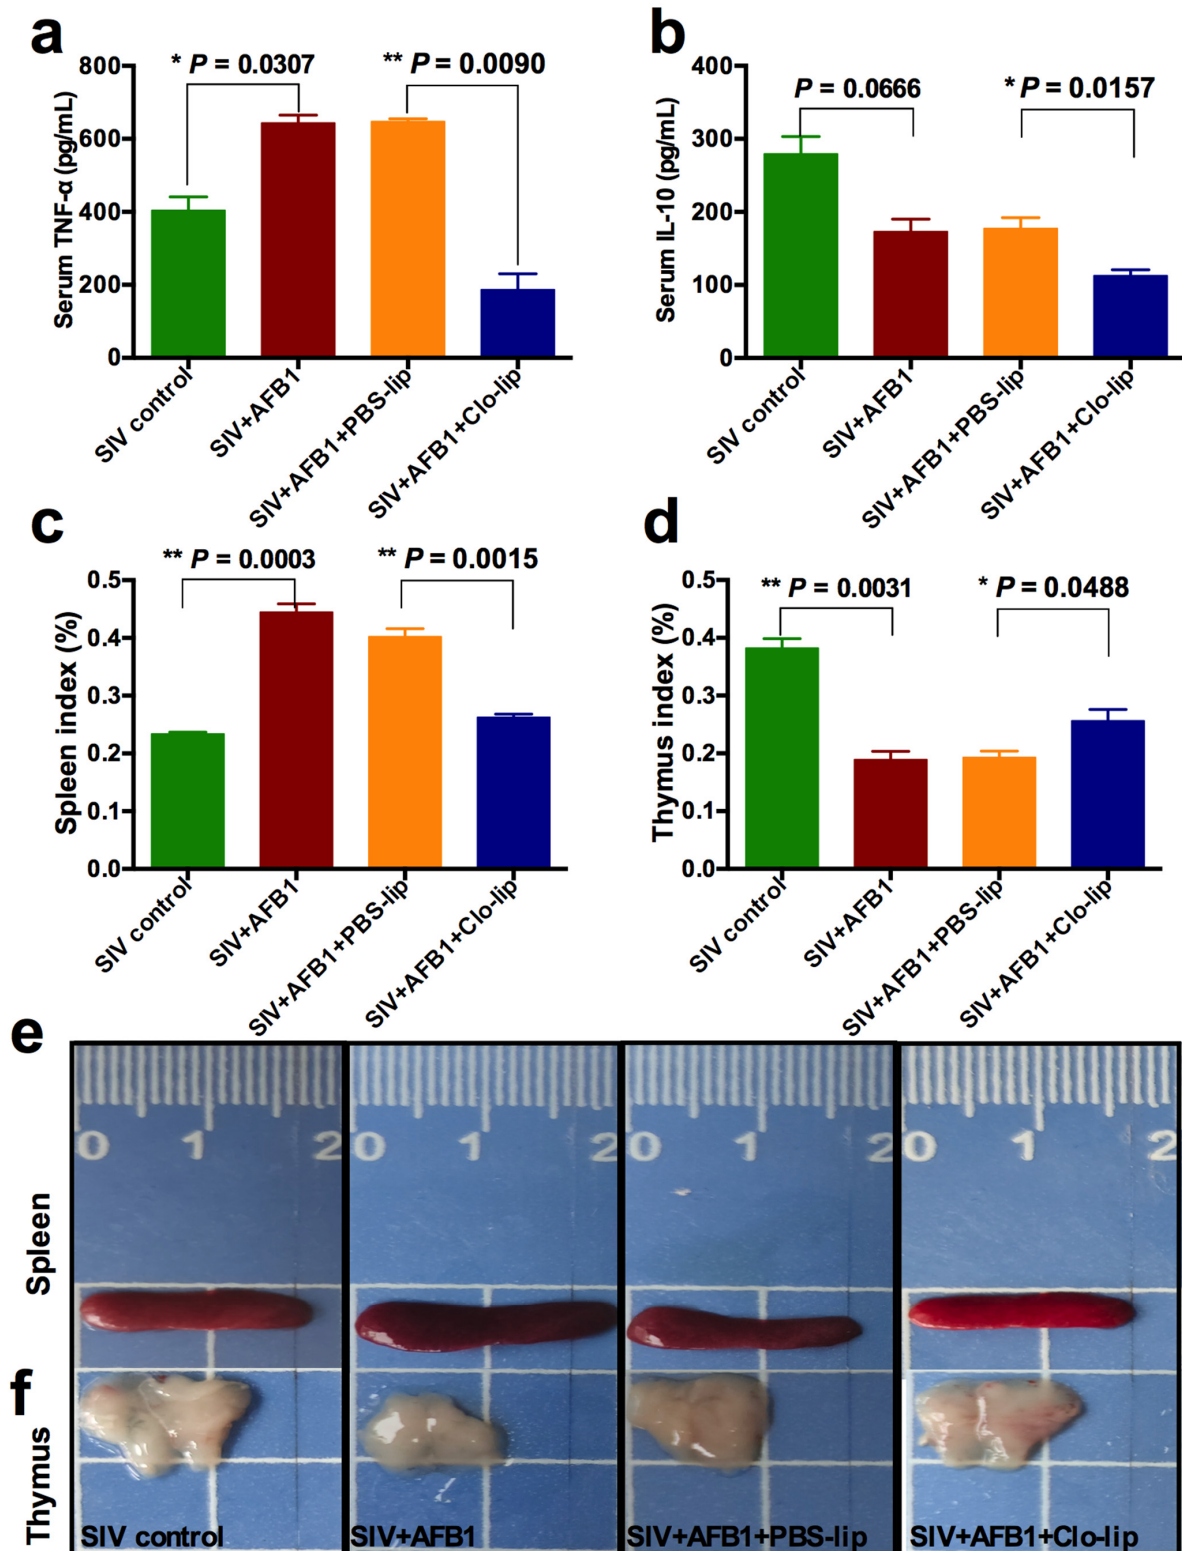 a
* P = 0.0307
** P = 0.0090
Serum TNF-α (pg/mL)
800
600
400
200
0
SIV control
SIV+AFB1
SIV+AFB1+PBS-lip
SIV+AFB1+Clo-lip
b
P = 0.0666
* P = 0.0157
Serum IL-10 (pg/mL)
400
300
200
100
0
SIV control
SIV+AFB1
SIV+AFB1+PBS-lip
SIV+AFB1+Clo-lip
c
** P = 0.0003
** P = 0.0015
Spleen index (%)
0.5
0.4
0.3
0.2
0.1
0.0
SIV control
SIV+AFB1
SIV+AFB1+PBS-lip
SIV+AFB1+Clo-lip
d
** P = 0.0031
* P = 0.0488
Thymus index (%)
0.5
0.4
0.3
0.2
0.1
0.0
SIV control
SIV+AFB1
SIV+AFB1+PBS-lip
SIV+AFB1+Clo-lip
e
Spleen
0 1 2
0 1 2
0 1 2
0 1 2
f
Thymus
SIV control
SIV+AFB1
SIV+AFB1+PBS-lip
SIV+AFB1+Clo-lip